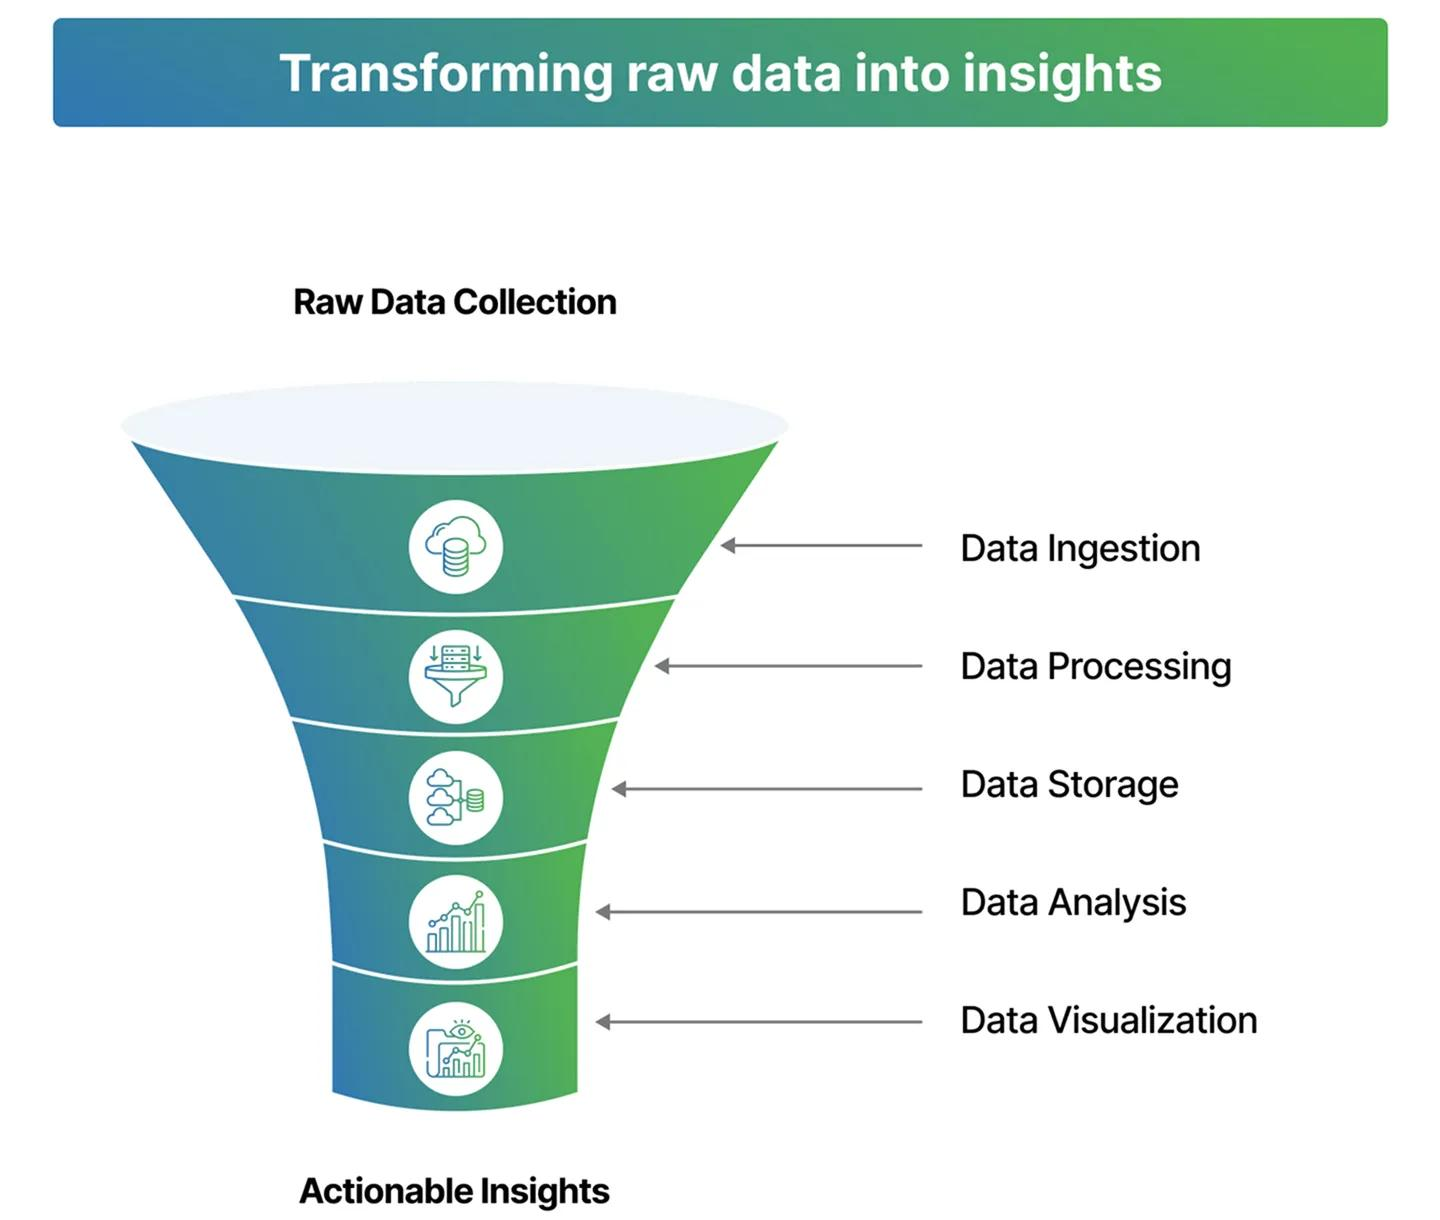 Transforming raw data into insights
Raw Data Collection
Data Ingestion
Data Processing
Data Storage
Data Analysis
Data Visualization
Actionable Insights